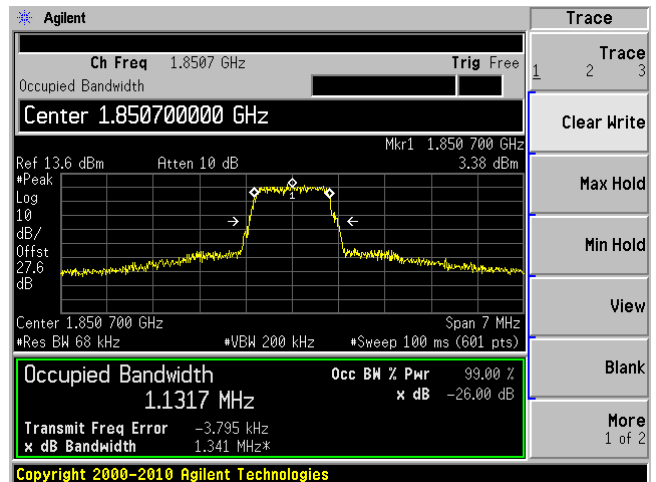 Agilent
Trace
Ch Freq 1.8507 GHz Trig Free
Occupied Bandwidth
Center 1.850700000 GHz
Mkr1 1.850 700 GHz
Ref 13.6 dBm Atten 10 dB 3.38 dBm
#Peak
Log
10
dB/
Offst
27.6
dB
1
Center 1.850 700 GHz Span 7 MHz
#Res BW 68 kHz #VBW 200 kHz #Sweep 100 ms (601 pts)
Occupied Bandwidth Occ BW % Pwr 99.00 %
1.1317 MHz x dB -26.00 dB
Transmit Freq Error -3.795 kHz
x dB Bandwidth 1.341 MHz*
Copyright 2000-2010 Agilent Technologies
Trace
1 2 3
Clear Write
Max Hold
Min Hold
View
Blank
More
1 of 2